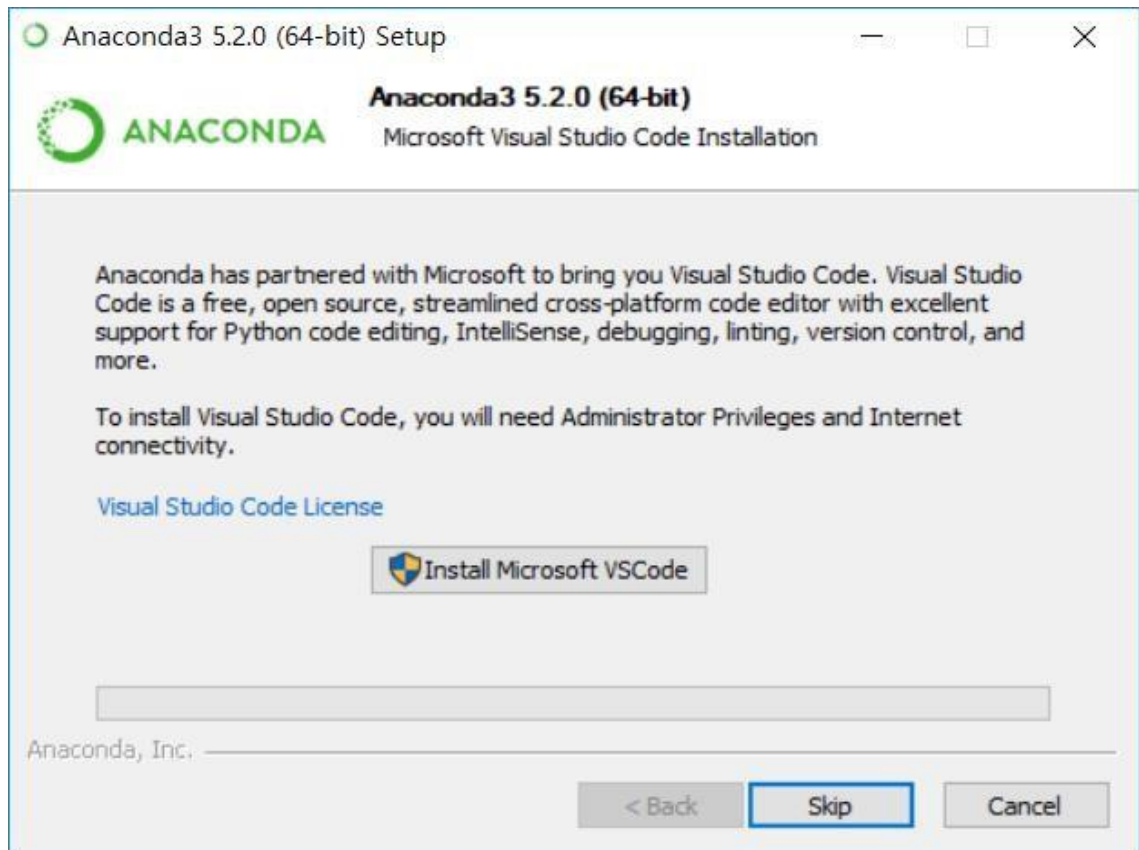 Anaconda3 5.2.0 (64-bit) Setup
ANACONDA
Anaconda3 5.2.0 (64-bit)
Microsoft Visual Studio Code Installation
Anaconda has partnered with Microsoft to bring you Visual Studio Code. Visual Studio
Code is a free, open source, streamlined cross-platform code editor with excellent
support for Python code editing, IntelliSense, debugging, linting, version control, and
more.
To install Visual Studio Code, you will need Administrator Privileges and Internet
connectivity.
Visual Studio Code License
Install Microsoft VSCode
Anaconda, Inc.
< Back
Skip
Cancel